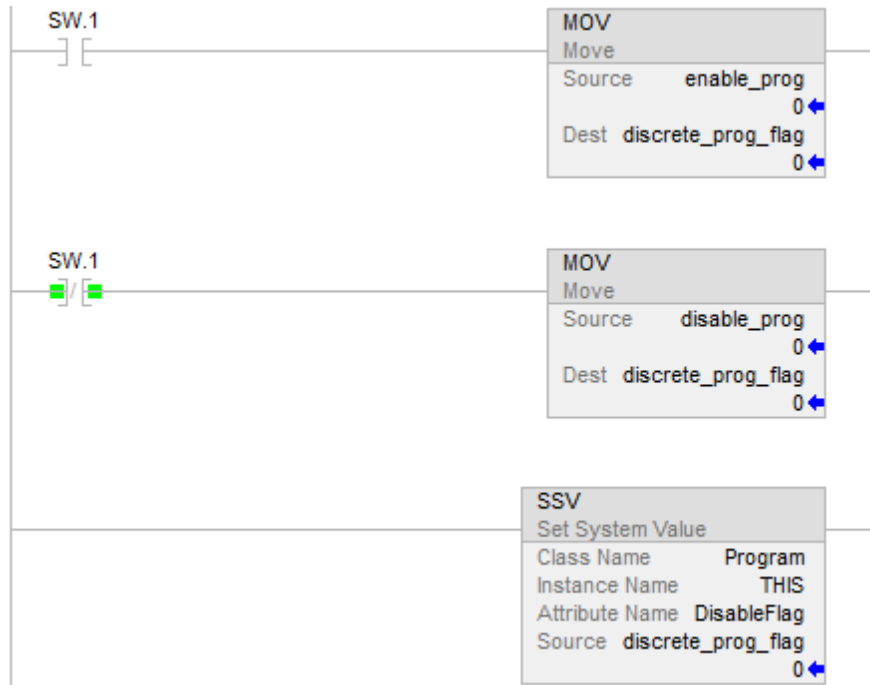 SW.1
MOV
Move
Source enable_prog
0
Dest discrete_prog_flag
0
SW.1
MOV
Move
Source disable_prog
0
Dest discrete_prog_flag
0
SSV
Set System Value
Class Name Program
Instance Name THIS
Attribute Name DisableFlag
Source discrete_prog_flag
0